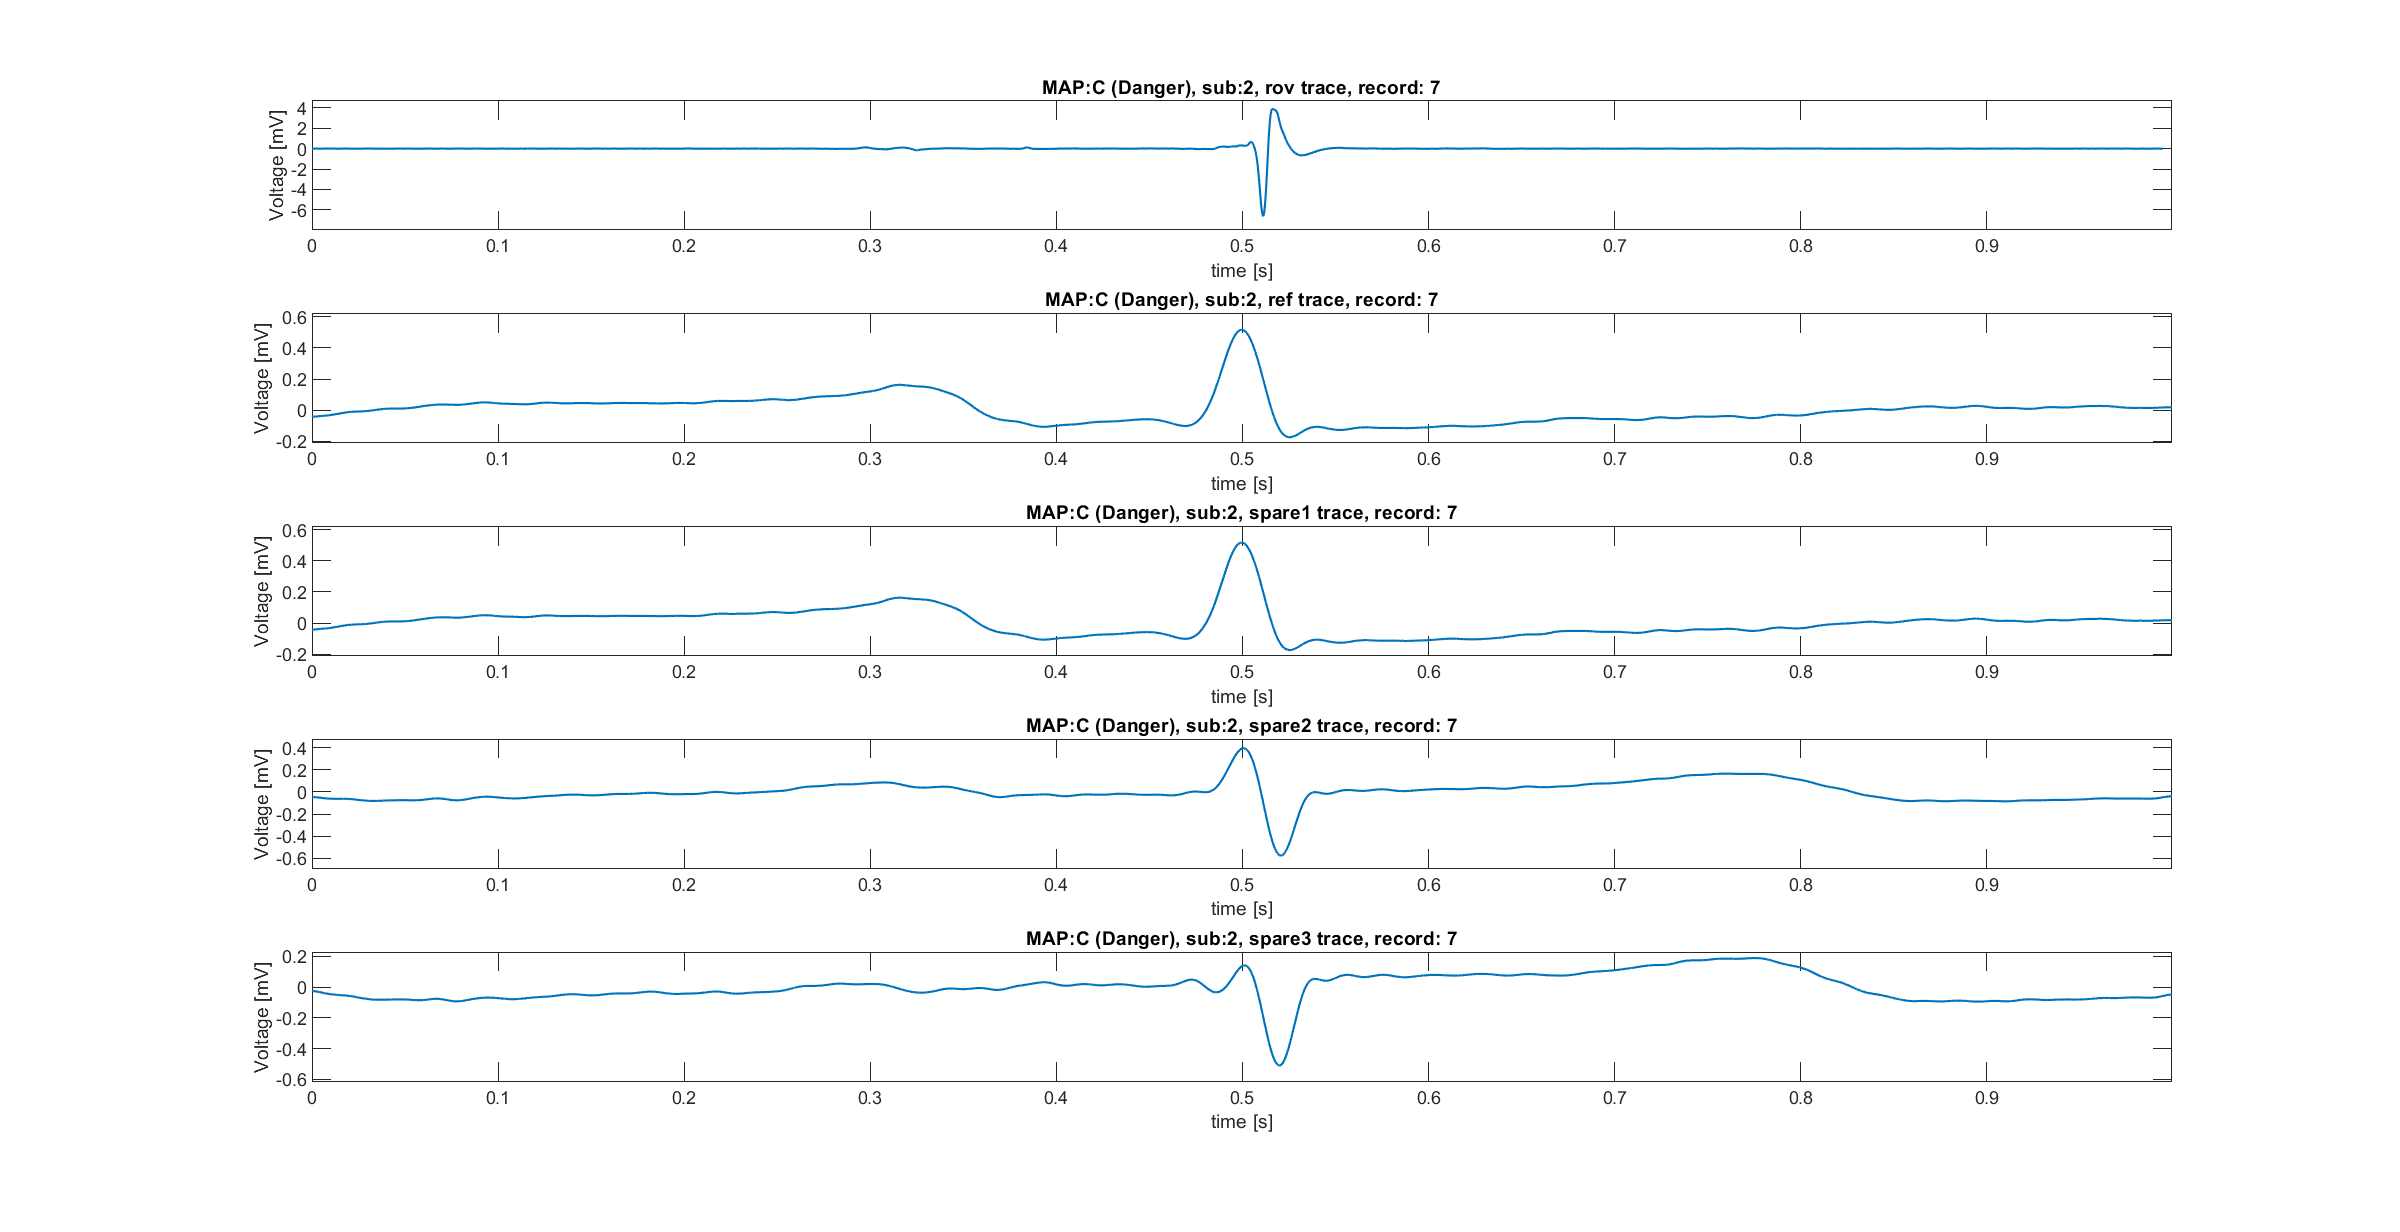 MAP:C (Danger), sub:2, rov trace, record: 7
Voltage [mV]
4
2
0
-2
-4
-6
0 0.1 0.2 0.3 0.4 0.5 0.6 0.7 0.8 0.9
time [s]
MAP:C (Danger), sub:2, ref trace, record: 7
Voltage [mV]
0.6
0.4
0.2
0
-0.2
0 0.1 0.2 0.3 0.4 0.5 0.6 0.7 0.8 0.9
time [s]
MAP:C (Danger), sub:2, spare1 trace, record: 7
Voltage [mV]
0.6
0.4
0.2
0
-0.2
0 0.1 0.2 0.3 0.4 0.5 0.6 0.7 0.8 0.9
time [s]
MAP:C (Danger), sub:2, spare2 trace, record: 7
Voltage [mV]
0.4
0.2
0
-0.2
-0.4
-0.6
0 0.1 0.2 0.3 0.4 0.5 0.6 0.7 0.8 0.9
time [s]
MAP:C (Danger), sub:2, spare3 trace, record: 7
Voltage [mV]
0.2
0
-0.2
-0.4
-0.6
0 0.1 0.2 0.3 0.4 0.5 0.6 0.7 0.8 0.9
time [s]